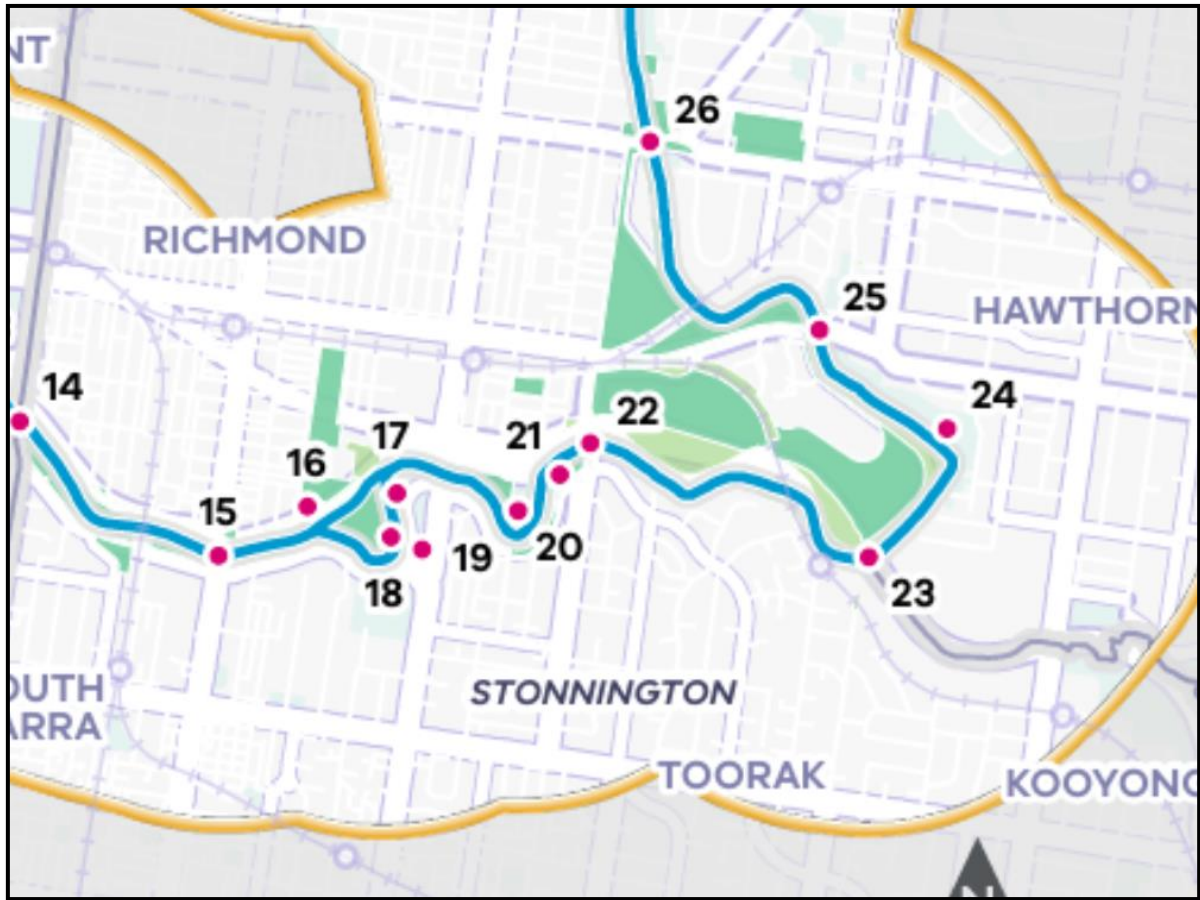 NT
26
RICHMOND
25
HAWTHORN
14
24
22
21
17
16
15
20
19
18
23
OUTH
ARRA
STONNINGTON
TOORAK
KOOYONG
N